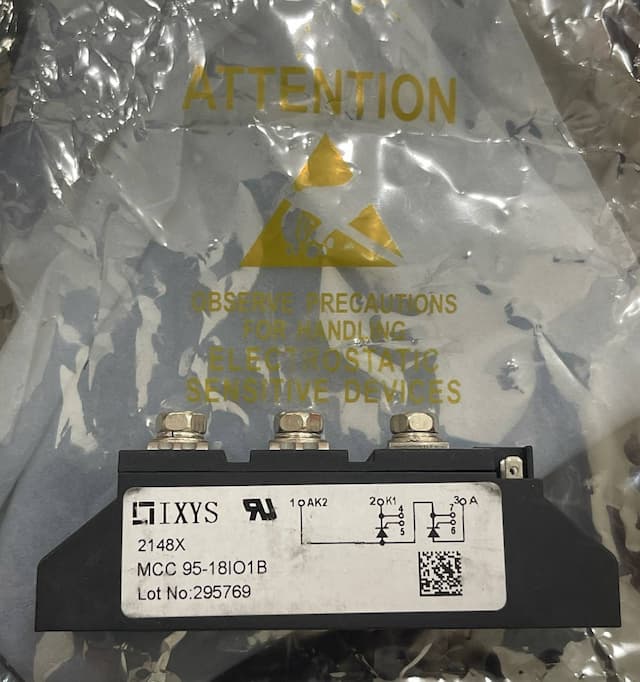 ATTENTION
OBSERVE PRECAUTIONS
FOR HANDLING
ELECTROSTATIC
SENSITIVE DEVICES
IXYS
1 AK2 2 K1 3 A
4 7
5 6
2148X
MCC 95-18IO1B
Lot No:295769